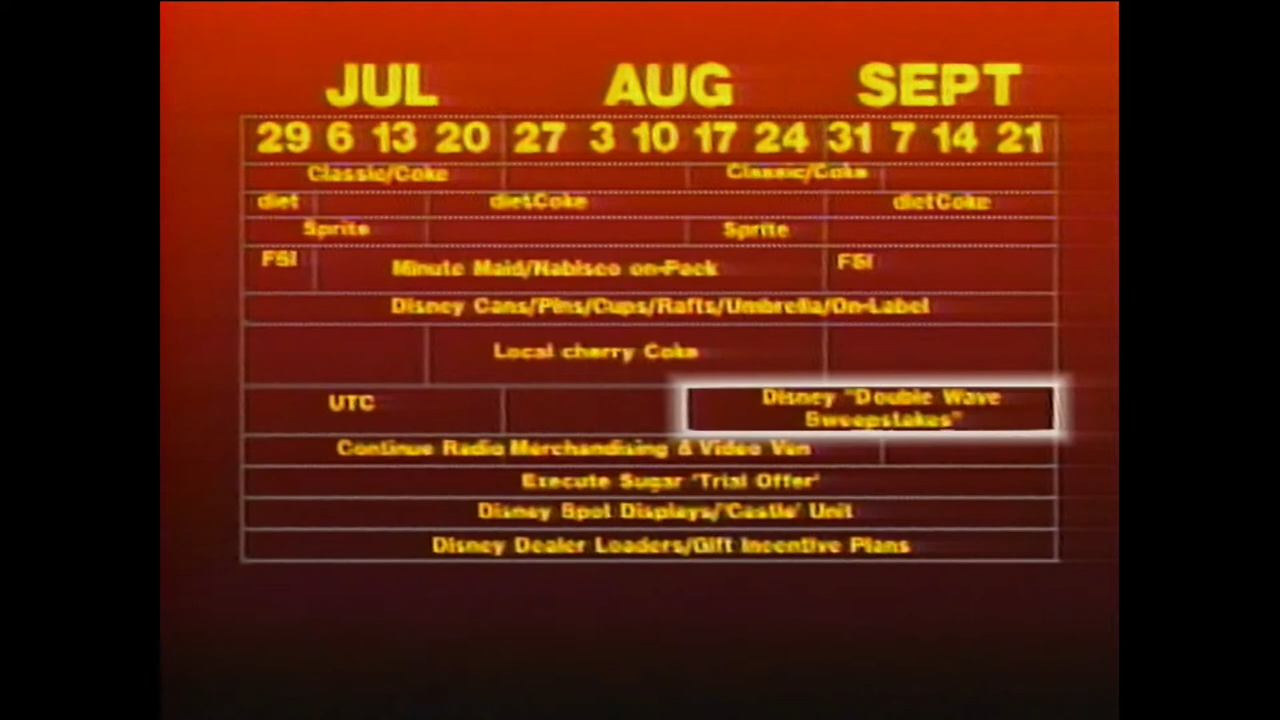 JUL AUG SEPT
29 6 13 20 27 3 10 17 24 31 7 14 21
Classic/Coke Classic/Coke
diet dietCoke dietCoke
Sprite Sprite
FSI Minute Maid/Nabisco on-Pack FSI
Disney Cans/Pins/Cups/Rafts/Umbrella/On-Label
Local cherry Coke
UTC Disney "Double Wave
Sweepstakes"
Continue Radio Merchandising & Video Van
Execute Sugar 'Trial Offer'
Disney Spot Displays/'Castle' Unit
Disney Dealer Loaders/Gift Incentive Plans